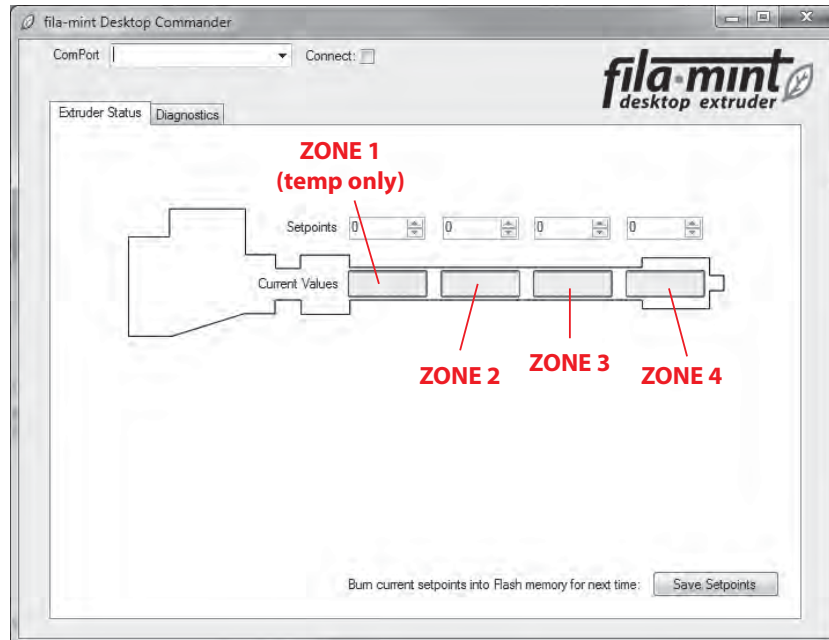 fila-mint Desktop Commander
ComPort
Connect:
fila-mint
desktop extruder
Extruder Status Diagnostics
ZONE 1
(temp only)
Setpoints 0 0 0 0
Current Values
ZONE 2 ZONE 3 ZONE 4
Burn current setpoints into Flash memory for next time: Save Setpoints